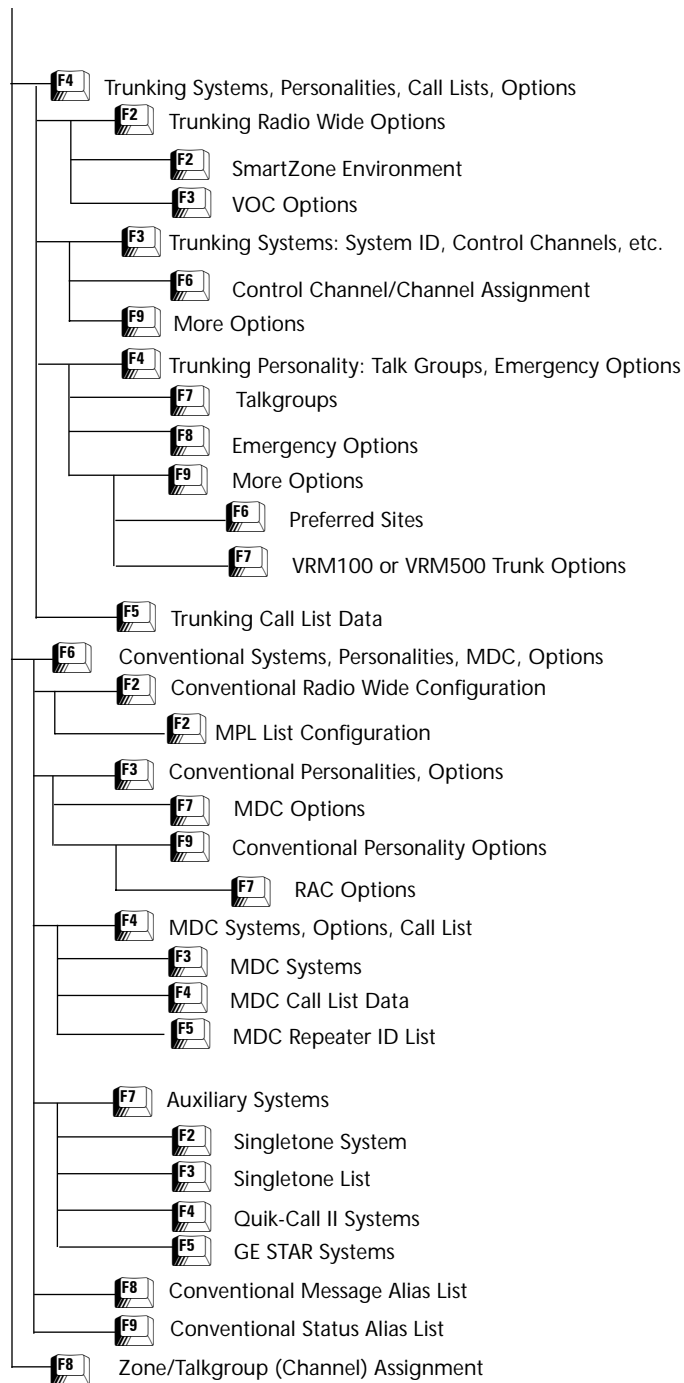 F4 Trunking Systems, Personalities, Call Lists, Options
F2 Trunking Radio Wide Options
F2 SmartZone Environment
F3 VOC Options
F3 Trunking Systems: System ID, Control Channels, etc.
F6 Control Channel/Channel Assignment
F9 More Options
F4 Trunking Personality: Talk Groups, Emergency Options
F7 Talkgroups
F8 Emergency Options
F9 More Options
F6 Preferred Sites
F7 VRM100 or VRM500 Trunk Options
F5 Trunking Call List Data
F6 Conventional Systems, Personalities, MDC, Options
F2 Conventional Radio Wide Configuration
F2 MPL List Configuration
F3 Conventional Personalities, Options
F7 MDC Options
F9 Conventional Personality Options
F7 RAC Options
F4 MDC Systems, Options, Call List
F3 MDC Systems
F4 MDC Call List Data
F5 MDC Repeater ID List
F7 Auxiliary Systems
F2 Singletone System
F3 Singletone List
F4 Quik-Call II Systems
F5 GE STAR Systems
F8 Conventional Message Alias List
F9 Conventional Status Alias List
F8 Zone/Talkgroup (Channel) Assignment